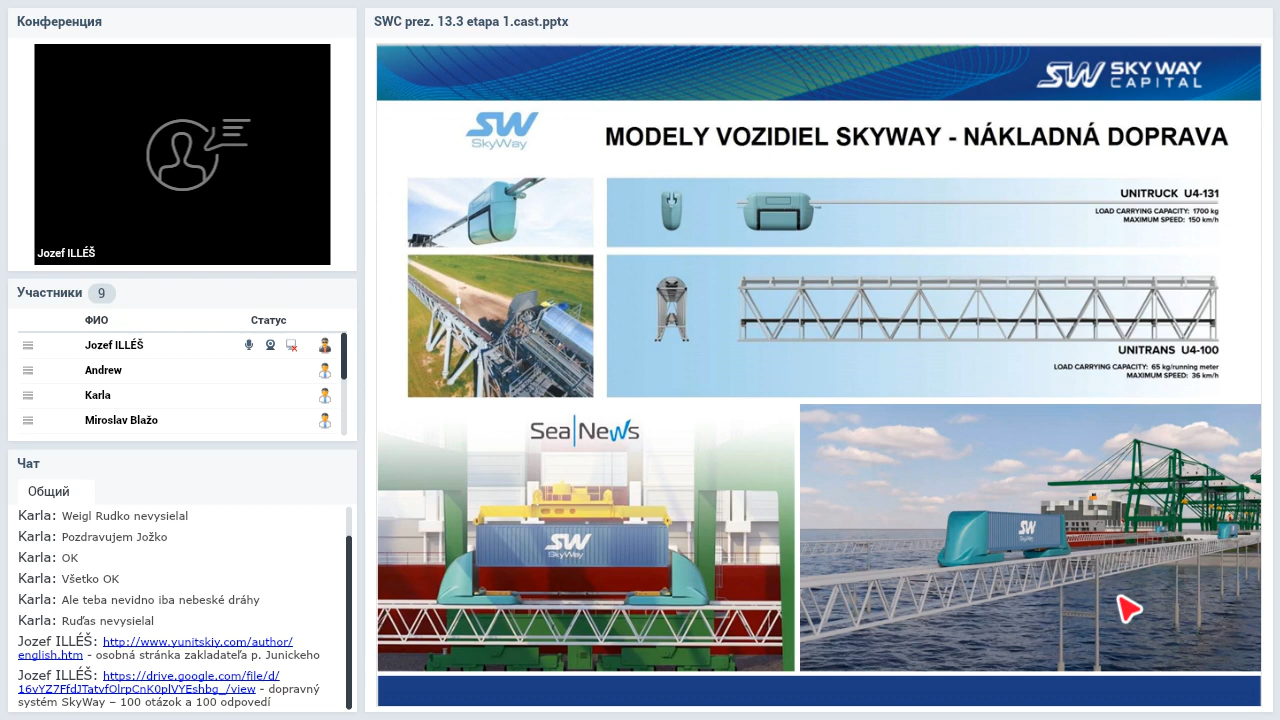 Конференция
Jozef ILLÉŠ
Участники 9
ФИО Статус
Jozef ILLÉŠ
Andrew
Karla
Miroslav Blažo
Чат
Общий
Karla: Weigl Rudko nevysielal
Karla: Pozdravujem Jožko
Karla: OK
Karla: Všetko OK
Karla: Ale teba nevidno iba nebeské dráhy
Karla: Ruďas nevysielal
Jozef ILLÉŠ: http://www.yunitskiy.com/author/
english.htm - osobná stránka zakladateľa p. Junickeho
Jozef ILLÉŠ: https://drive.google.com/file/d/
16vYZ7FfdJTatvfOlrpCnK0plVYEshbg_/view - dopravný
systém SkyWay – 100 otázok a 100 odpovedí
SWC prez. 13.3 etapa 1.cast.pptx
SW SKY WAY
CAPITAL
SW
SkyWay
MODELY VOZIDIEL SKYWAY - NÁKLADNÁ DOPRAVA
UNITRUCK U4-131
LOAD CARRYING CAPACITY: 1700 kg
MAXIMUM SPEED: 150 km/h
UNITRANS U4-100
LOAD CARRYING CAPACITY: 65 kg/running meter
MAXIMUM SPEED: 36 km/h
Sea News
SW
SkyWay
SW
SkyWay